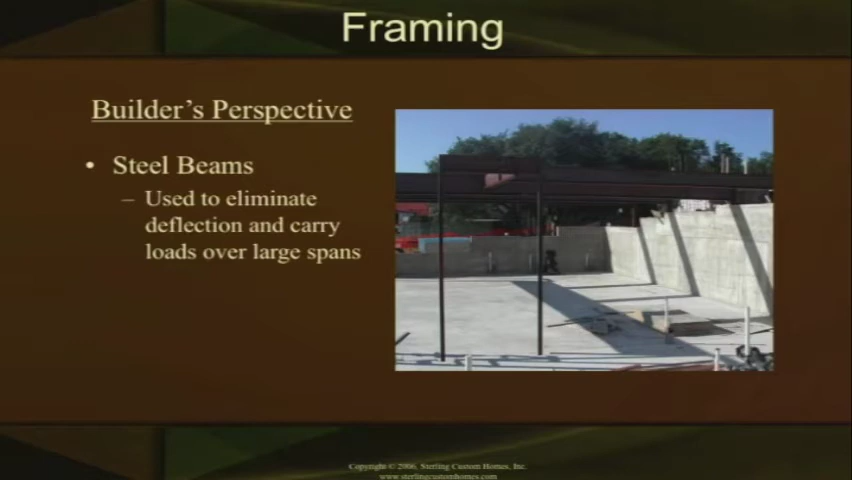 Framing
Builder's Perspective
• Steel Beams
– Used to eliminate
deflection and carry
loads over large spans
Copyright © 2006, Sterling Custom Homes, Inc.
www.sterlingcustomhomes.com